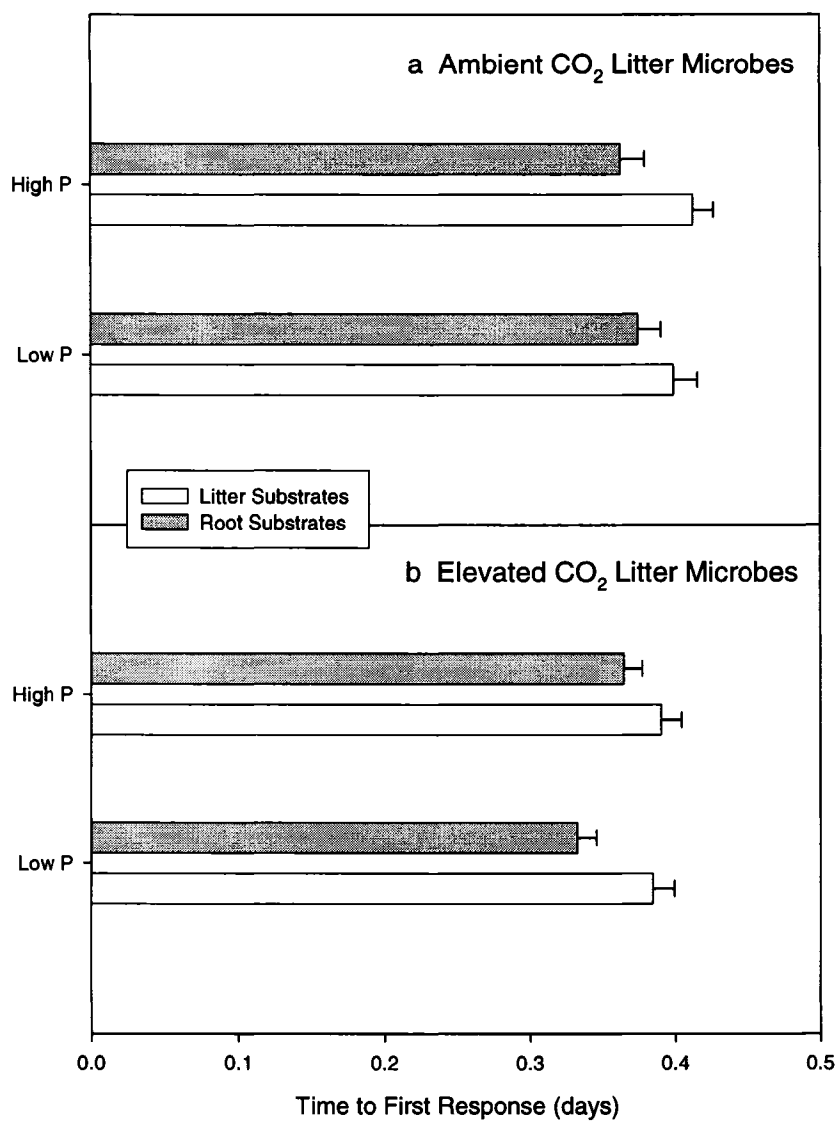 a Ambient CO₂ Litter Microbes
High P
Low P
Litter Substrates
Root Substrates
b Elevated CO₂ Litter Microbes
High P
Low P
0.0 0.1 0.2 0.3 0.4 0.5
Time to First Response (days)